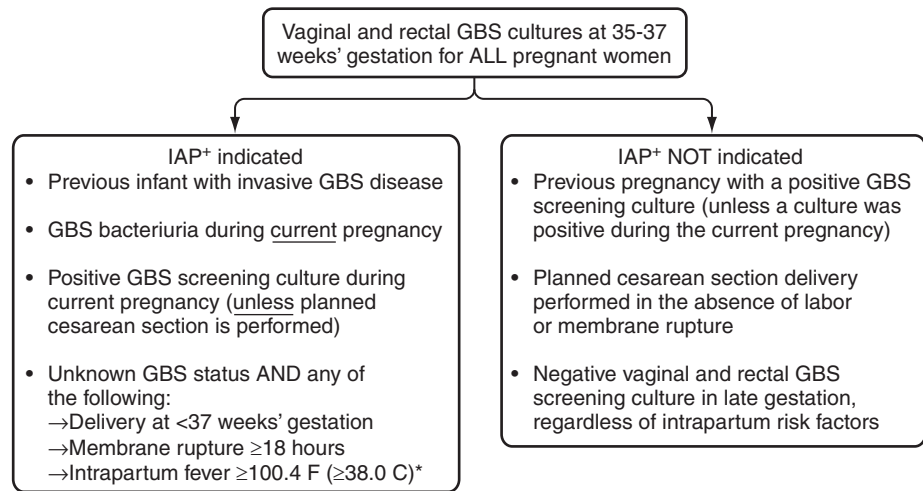 Vaginal and rectal GBS cultures at 35-37
weeks' gestation for ALL pregnant women
IAP+ indicated
• Previous infant with invasive GBS disease
• GBS bacteriuria during current pregnancy
• Positive GBS screening culture during
current pregnancy (unless planned
cesarean section is performed)
• Unknown GBS status AND any of
the following:
→Delivery at <37 weeks' gestation
→Membrane rupture ≥18 hours
→Intrapartum fever ≥100.4 F (≥38.0 C)*
IAP+ NOT indicated
• Previous pregnancy with a positive GBS
screening culture (unless a culture was
positive during the current pregnancy)
• Planned cesarean section delivery
performed in the absence of labor
or membrane rupture
• Negative vaginal and rectal GBS
screening culture in late gestation,
regardless of intrapartum risk factors